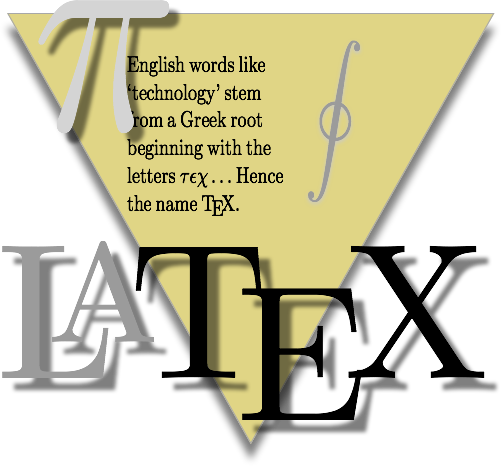 π
English words like
‘technology’ stem
from a Greek root
beginning with the
letters τϵχ... Hence
the name TEX.
∮
LATEX